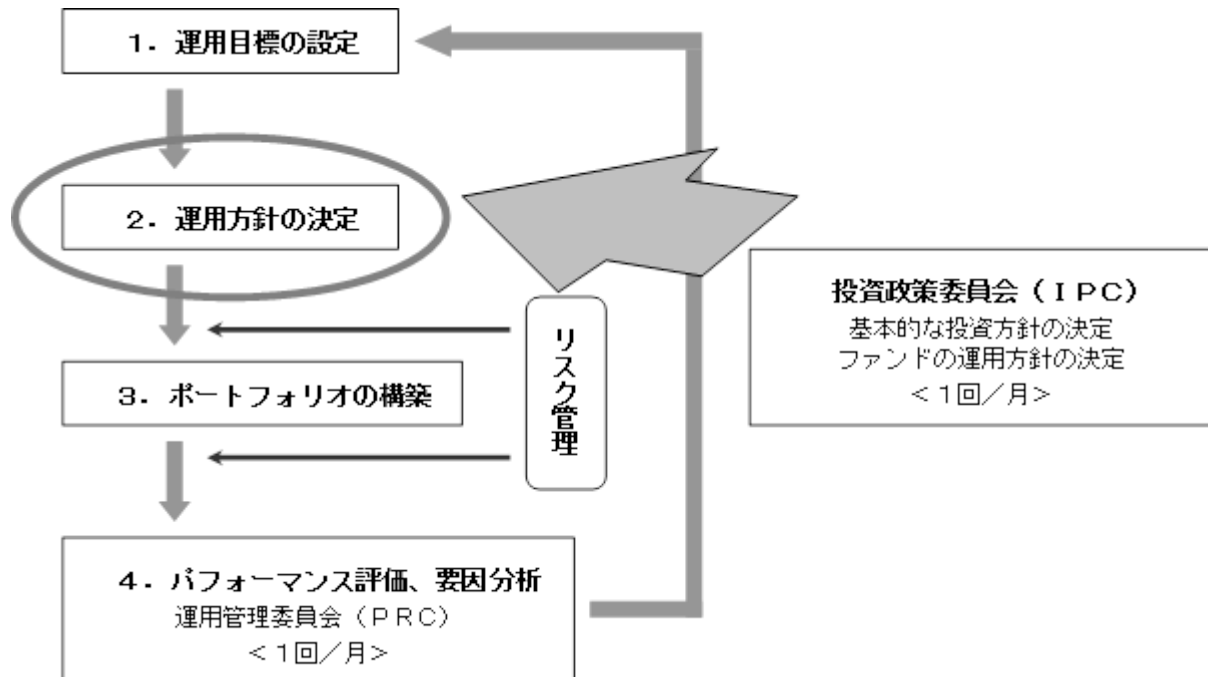 １．運用目標の設定
２．運用方針の決定
３．ポートフォリオの構築
リスク管理
４．パフォーマンス評価、要因分析
運用管理委員会（ＰＲＣ）
＜１回／月＞
投資政策委員会（ＩＰＣ）
基本的な投資方針の決定
ファンドの運用方針の決定
＜１回／月＞